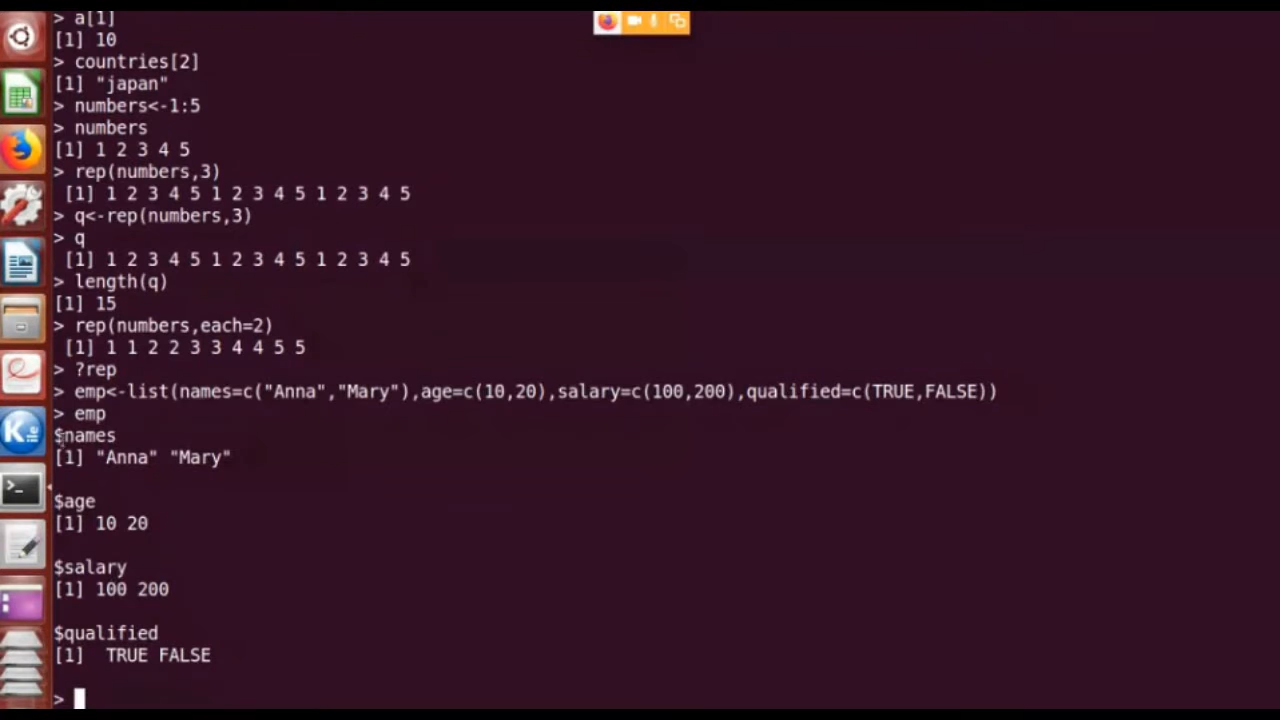 > a[1]
[1] 10
> countries[2]
[1] "japan"
> numbers<-1:5
> numbers
[1] 1 2 3 4 5
> rep(numbers,3)
 [1] 1 2 3 4 5 1 2 3 4 5 1 2 3 4 5
> q<-rep(numbers,3)
> q
 [1] 1 2 3 4 5 1 2 3 4 5 1 2 3 4 5
> length(q)
[1] 15
> rep(numbers,each=2)
 [1] 1 1 2 2 3 3 4 4 5 5
> ?rep
> emp<-list(names=c("Anna","Mary"),age=c(10,20),salary=c(100,200),qualified=c(TRUE,FALSE))
> emp
$names
[1] "Anna" "Mary"

$age
[1] 10 20

$salary
[1] 100 200

$qualified
[1]  TRUE FALSE

>